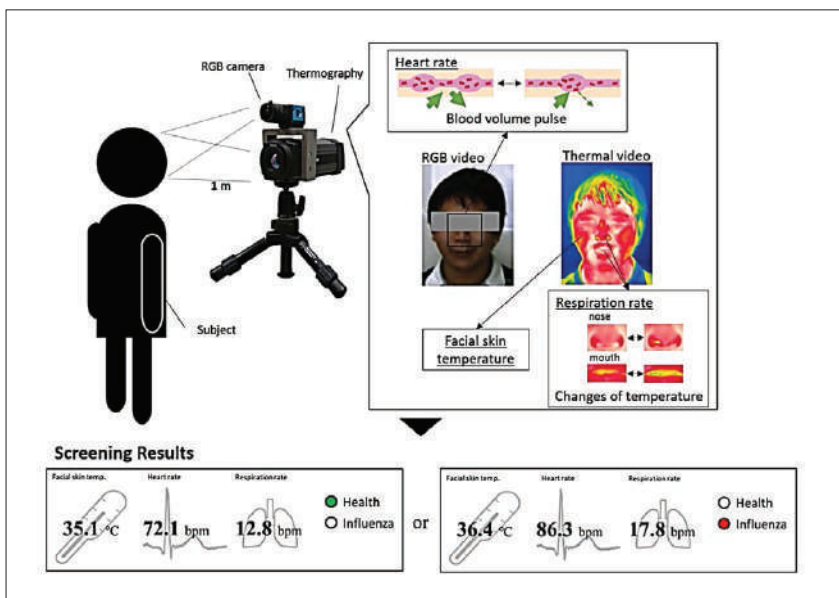 RGB camera
Thermography
1 m
Subject
Heart rate
Blood volume pulse
RGB video
Thermal video
Facial skin
temperature
Respiration rate
nose
mouth
Changes of temperature
Screening Results
Facial skin temp.
Heart rate
Respiration rate
35.1 °C
72.1 bpm
12.8 bpm
Health
Influenza
or
Facial skin temp.
Heart rate
Respiration rate
36.4 °C
86.3 bpm
17.8 bpm
Health
Influenza